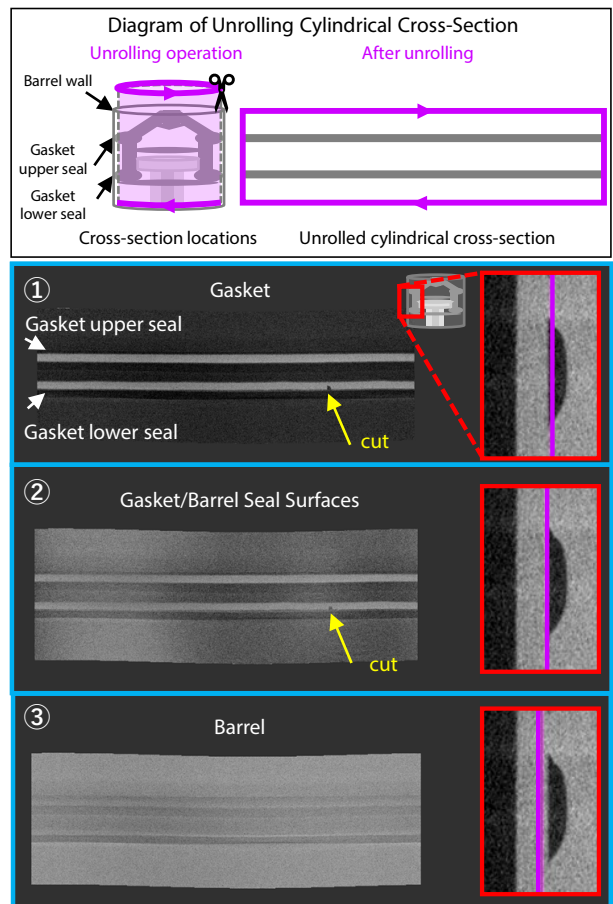 Diagram of Unrolling Cylindrical Cross-Section
Unrolling operation
After unrolling
Barrel wall
Gasket
upper seal
Gasket
lower seal
Cross-section locations
Unrolled cylindrical cross-section
①
Gasket
Gasket upper seal
Gasket lower seal
cut
②
Gasket/Barrel Seal Surfaces
cut
③
Barrel